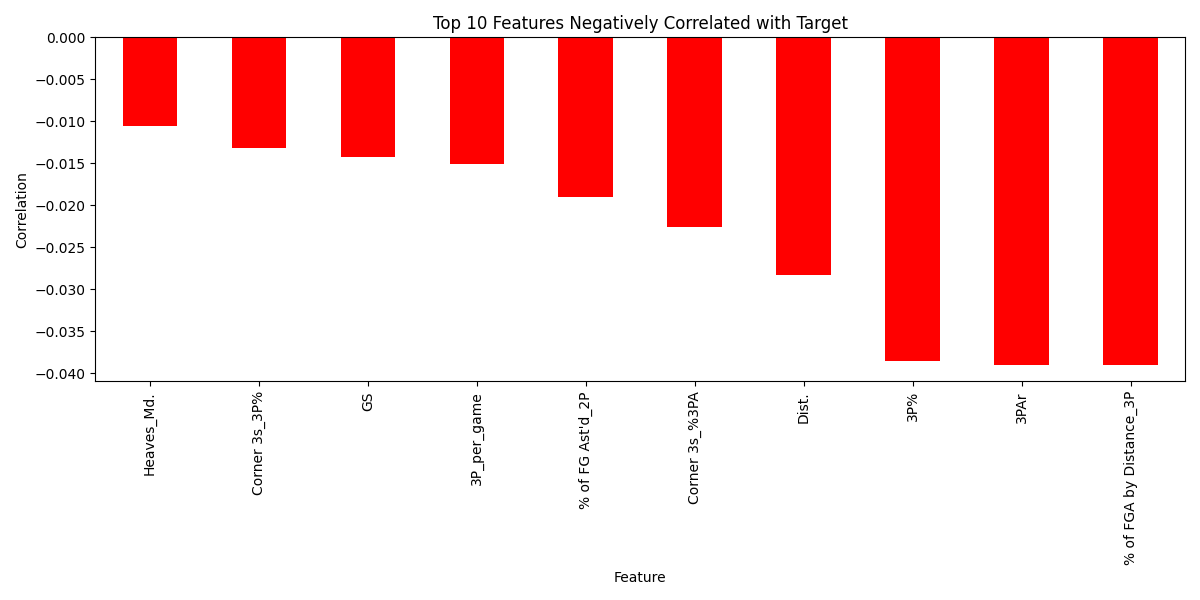 Top 10 Features Negatively Correlated with Target
Correlation
0.000
−0.005
−0.010
−0.015
−0.020
−0.025
−0.030
−0.035
−0.040
Heaves_Md.
Corner 3s_3P%
GS
3P_per_game
% of FG Ast'd_2P
Corner 3s_%3PA
Dist.
3P%
3PAr
% of FGA by Distance_3P
Feature